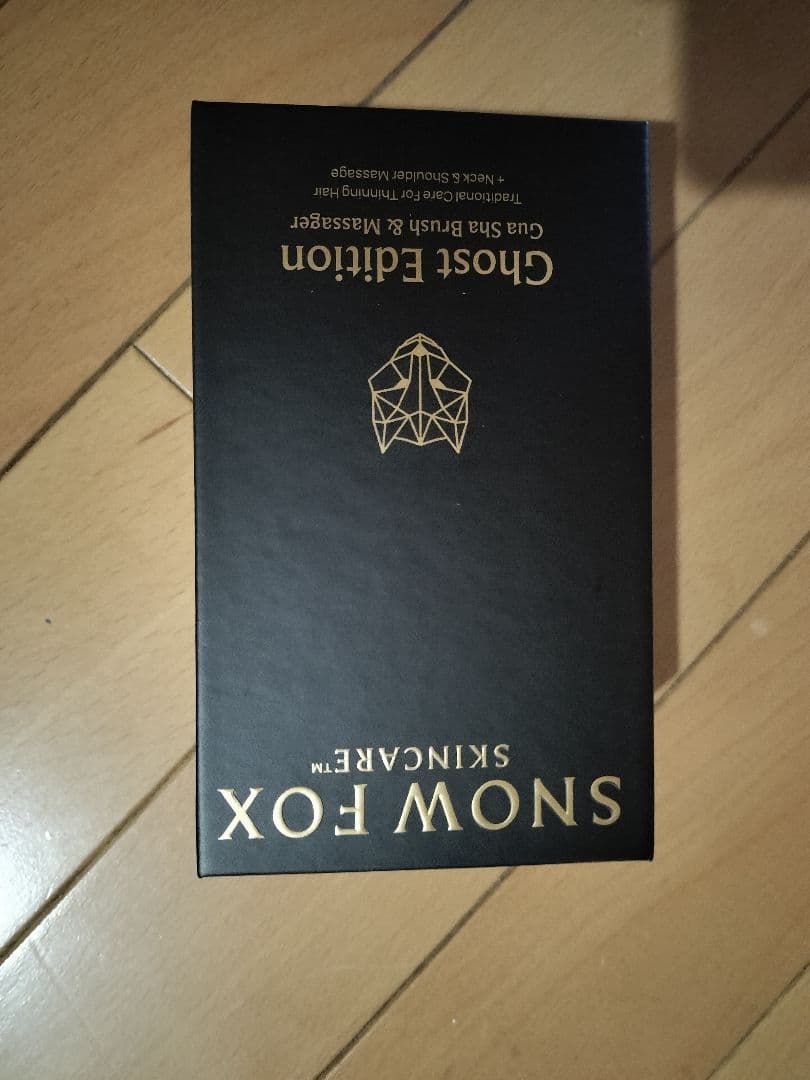 SNOW FOX
SKINCARE™
Ghost Edition
Gua Sha Brush & Massager
Traditional Care For Thinning Hair
+ Neck & Shoulder Massage